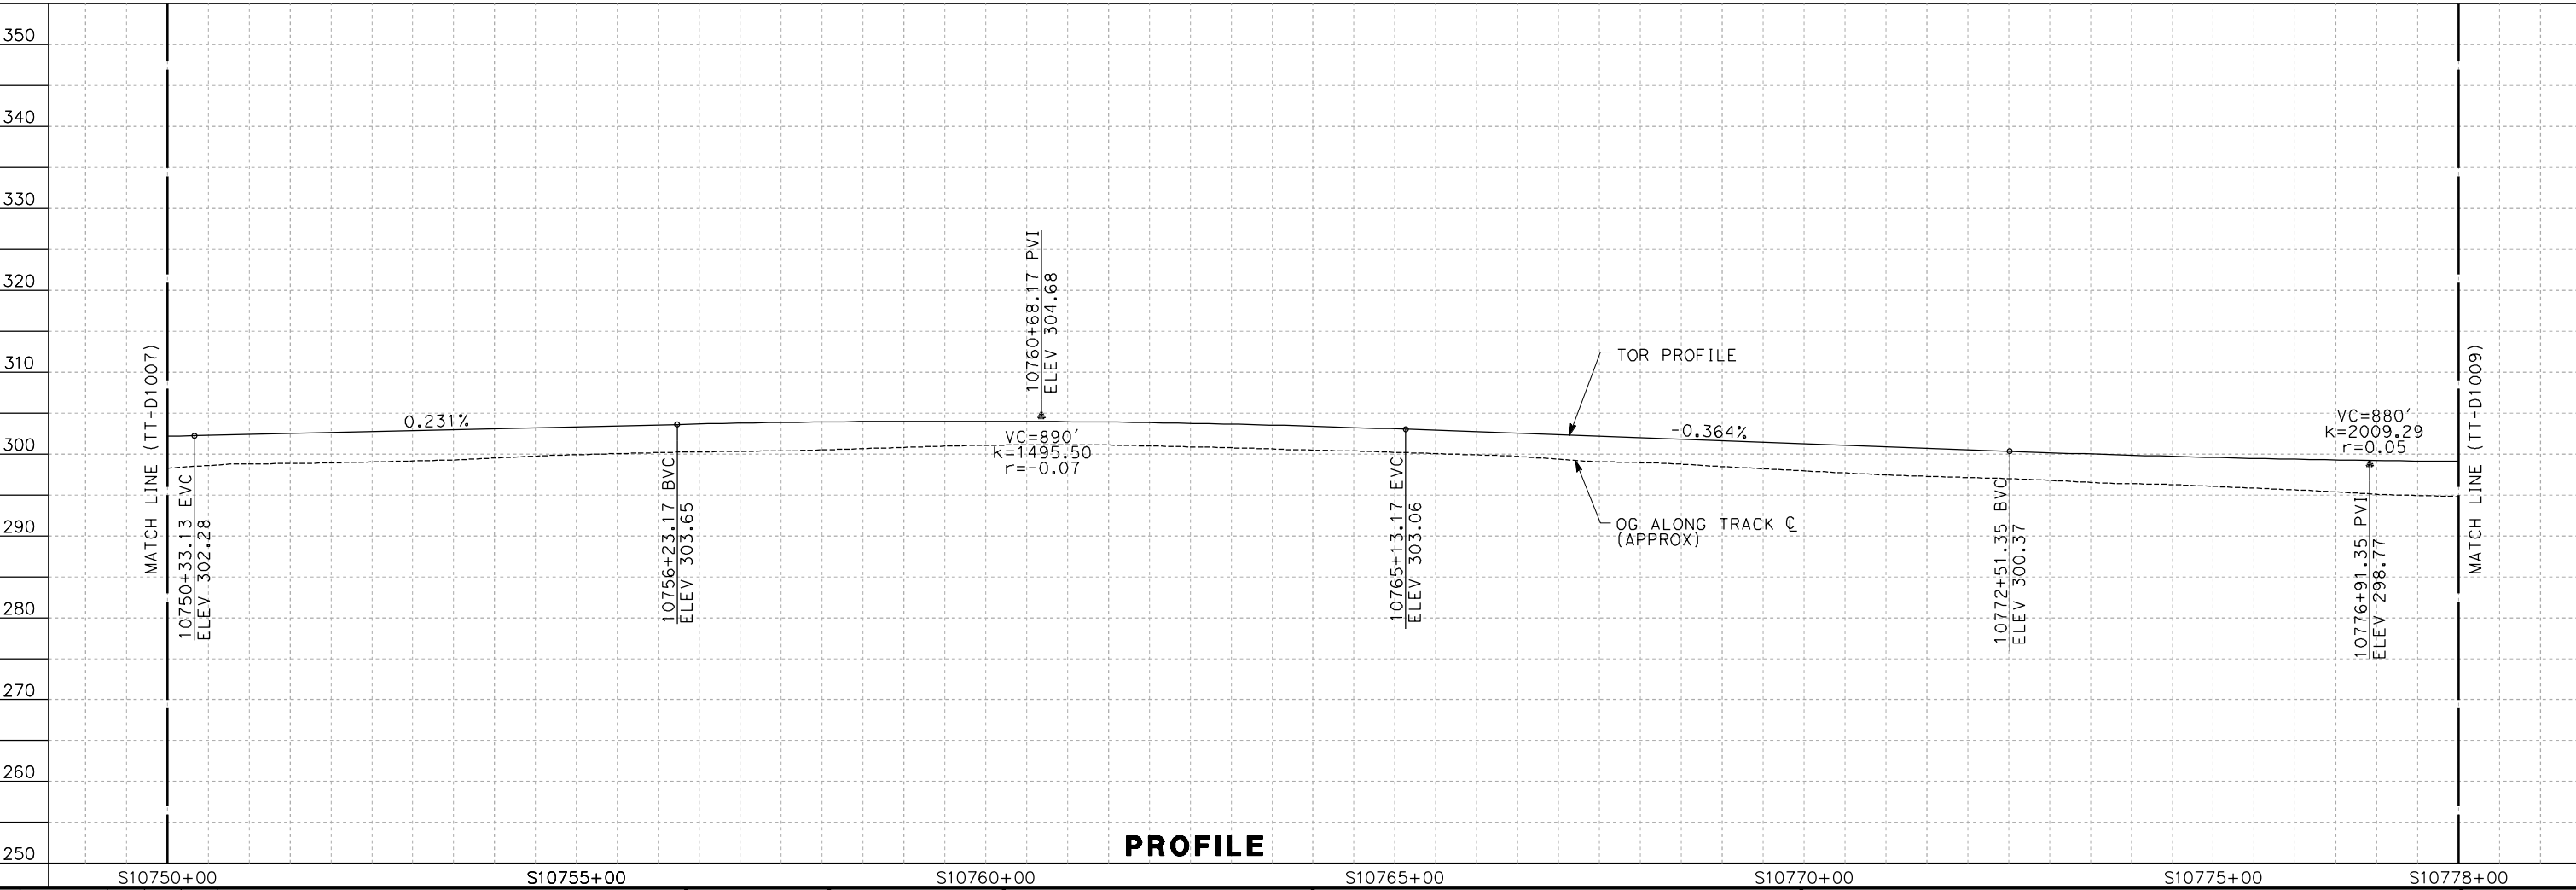 350
340
330
320
310
300
290
280
270
260
250
MATCH LINE (TT-D1007)
10750+33.13 EVC
ELEV 302.28
0.231%
10756+23.17 BVC
ELEV 303.65
10760+68.17 PVI
ELEV 304.68
VC=890'
k=1495.50
r=-0.07
10765+13.17 EVC
ELEV 303.06
TOR PROFILE
-0.364%
OG ALONG TRACK ℄
(APPROX)
10772+51.35 BVC
ELEV 300.37
VC=880'
k=2009.29
r=0.05
10776+91.35 PVI
ELEV 298.77
MATCH LINE (TT-D1009)
PROFILE
S10750+00
S10755+00
S10760+00
S10765+00
S10770+00
S10775+00
S10778+00